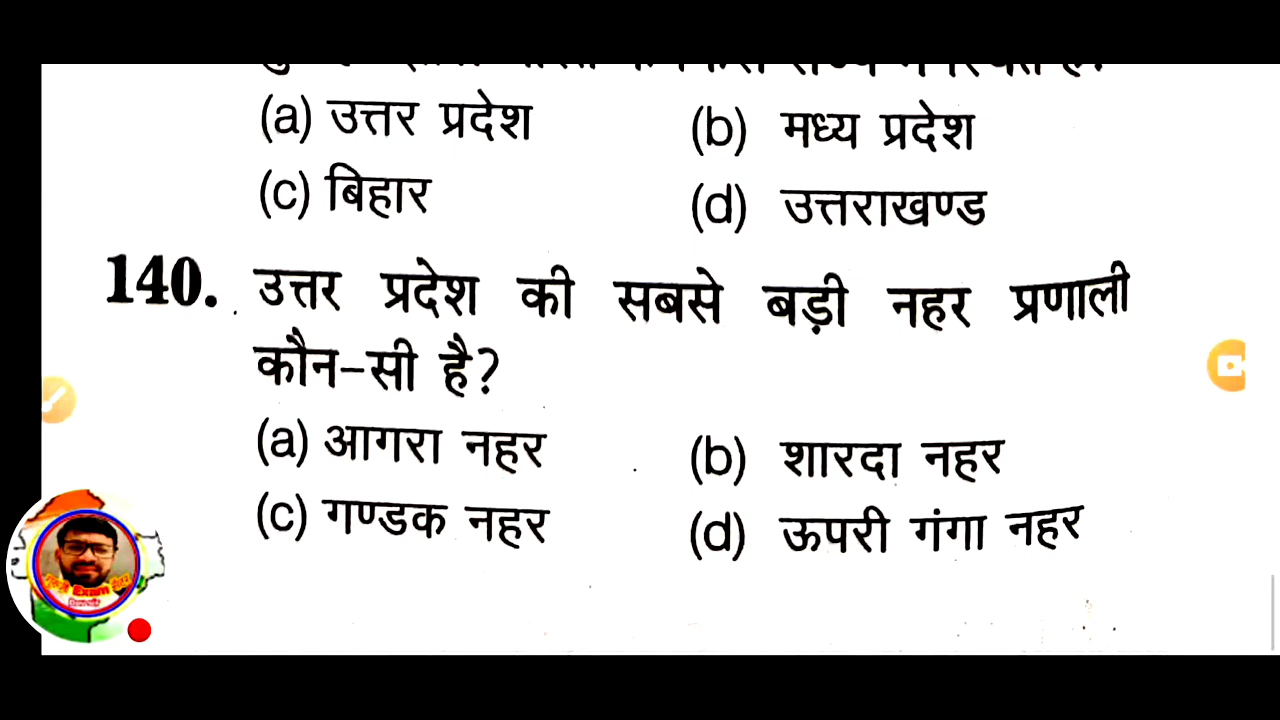 (a) उत्तर प्रदेश (b) मध्य प्रदेश
(c) बिहार (d) उत्तराखण्ड
140. उत्तर प्रदेश की सबसे बड़ी नहर प्रणाली
कौन-सी है?
(a) आगरा नहर (b) शारदा नहर
(c) गण्डक नहर (d) ऊपरी गंगा नहर
Exam